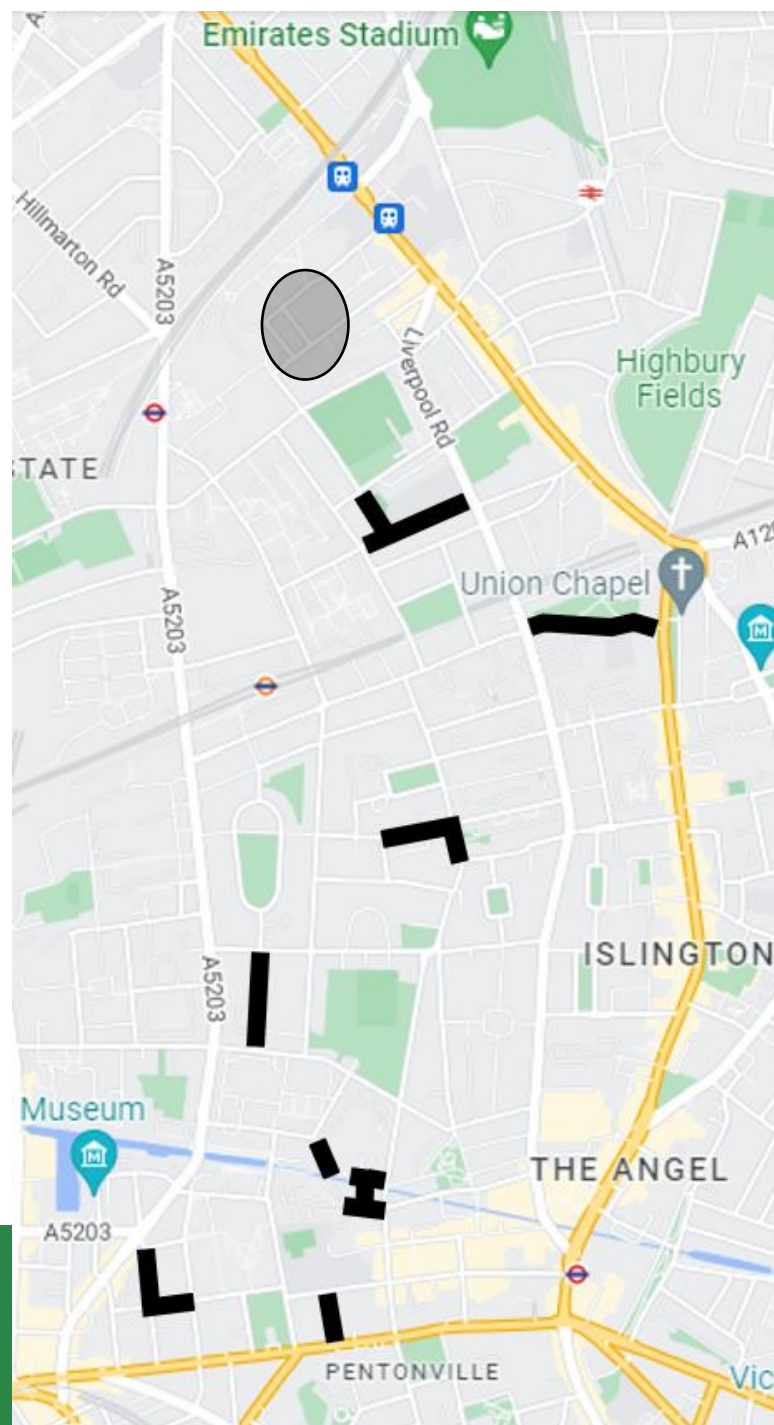 Emirates Stadium
Hillmarton Rd
A5203
Liverpool Rd
Highbury
Fields
STATE
A120
Union Chapel
A5203
A5203
ISLINGTON
Museum
THE ANGEL
A5203
PENTONVILLE
Vic